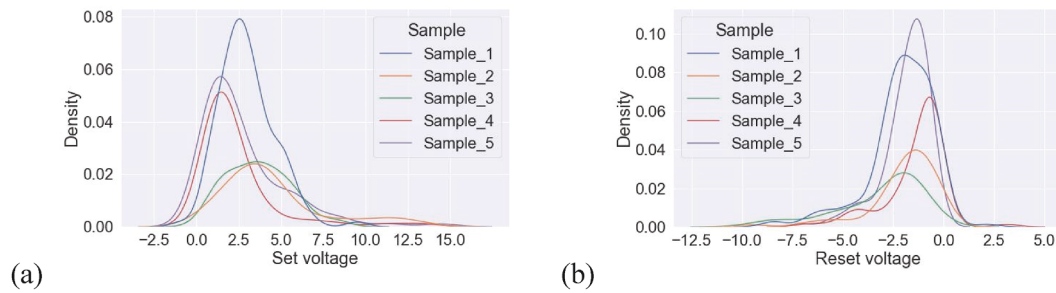 0.08
0.06
0.04
0.02
0.00
Density
Sample
Sample_1
Sample_2
Sample_3
Sample_4
Sample_5
−2.5 0.0 2.5 5.0 7.5 10.0 12.5 15.0
Set voltage
(a)
0.10
0.08
0.06
0.04
0.02
0.00
Density
Sample
Sample_1
Sample_2
Sample_3
Sample_4
Sample_5
−12.5 −10.0 −7.5 −5.0 −2.5 0.0 2.5 5.0
Reset voltage
(b)